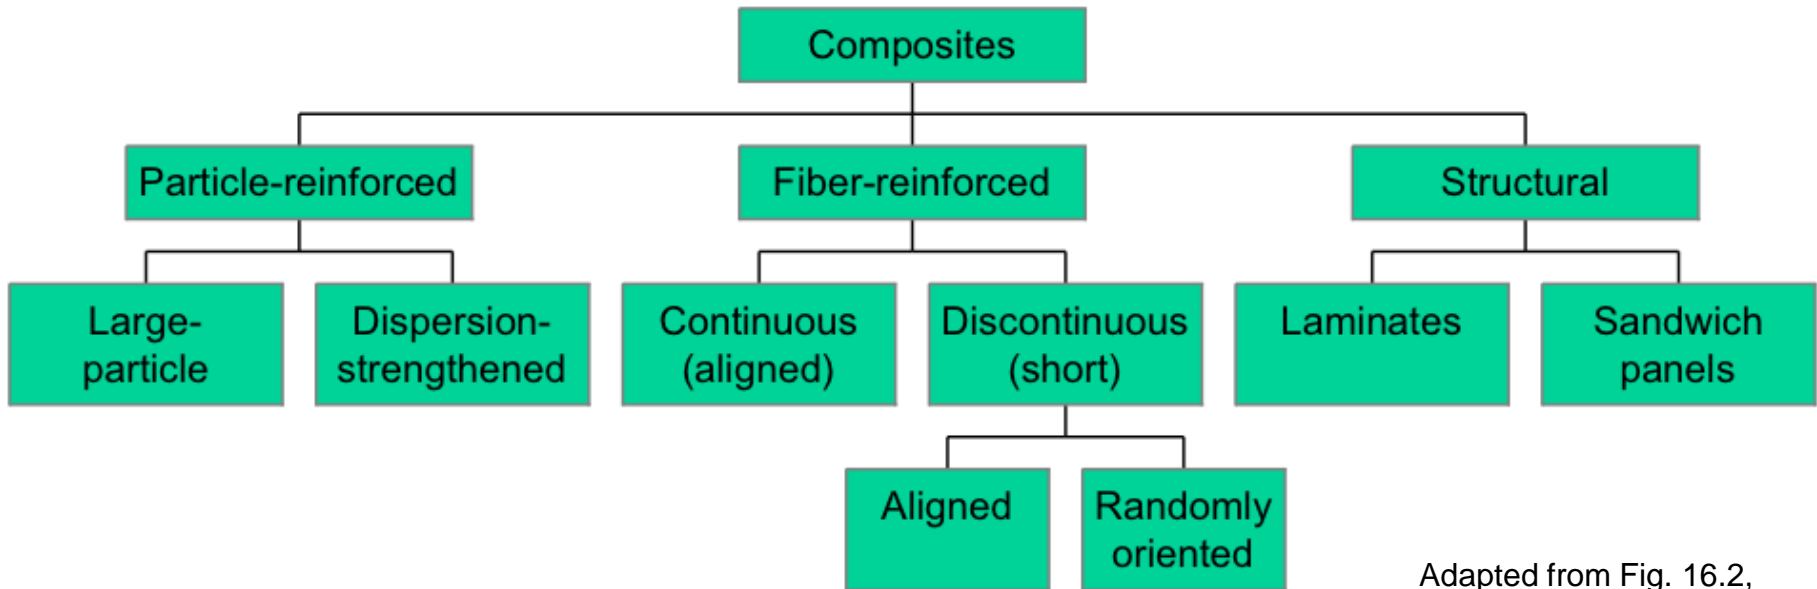 Composites
Particle-reinforced
Fiber-reinforced
Structural
Large-
particle
Dispersion-
strengthened
Continuous
(aligned)
Discontinuous
(short)
Laminates
Sandwich
panels
Aligned
Randomly
oriented
Adapted from Fig. 16.2,